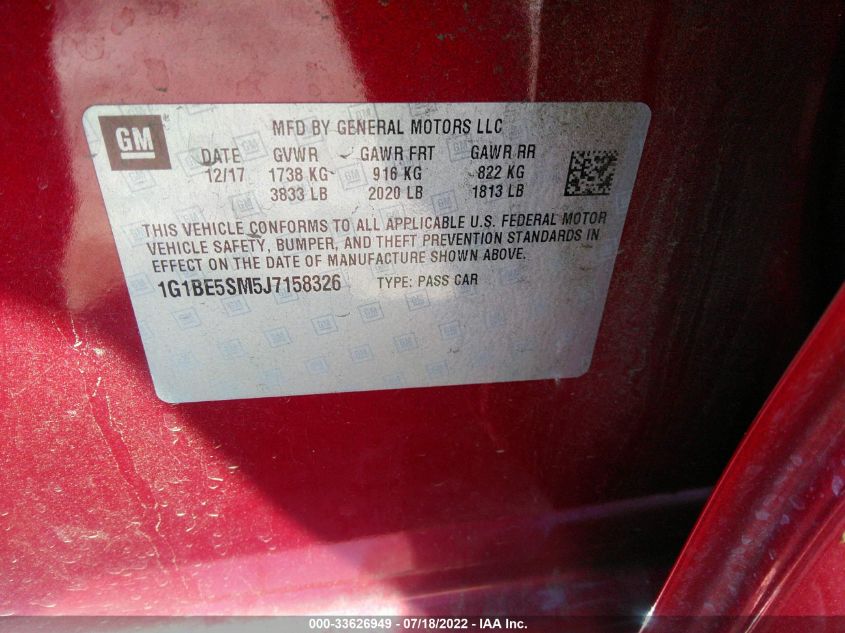 GM
MFD BY GENERAL MOTORS LLC
DATE GVWR GAWR FRT GAWR RR
12/17 1738 KG 916 KG 822 KG
3833 LB 2020 LB 1813 LB
THIS VEHICLE CONFORMS TO ALL APPLICABLE U.S. FEDERAL MOTOR
VEHICLE SAFETY, BUMPER, AND THEFT PREVENTION STANDARDS IN
EFFECT ON THE DATE OF MANUFACTURE SHOWN ABOVE.
1G1BE5SM5J7158326 TYPE: PASS CAR
000-33626949 - 07/18/2022 - IAA Inc.